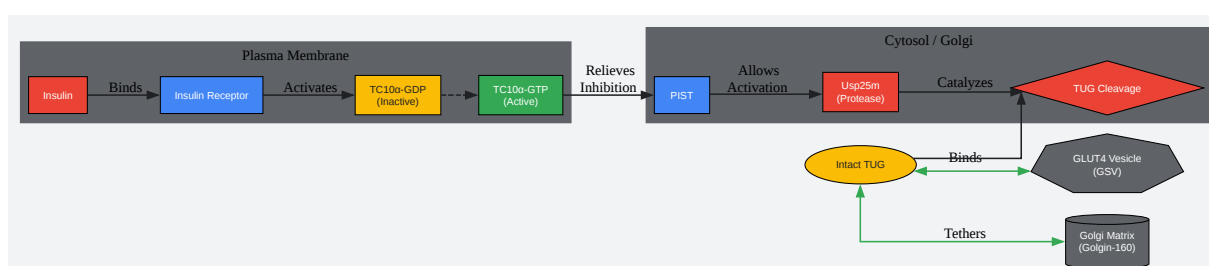 Plasma Membrane
Insulin
Binds
Insulin Receptor
Activates
TC10α-GDP
(Inactive)
TC10α-GTP
(Active)
Relieves
Inhibition
Cytosol / Golgi
PIST
Allows
Activation
Usp25m
(Protease)
Catalyzes
TUG Cleavage
Intact TUG
Binds
GLUT4 Vesicle
(GSV)
Tethers
Golgi Matrix
(Golgin-160)